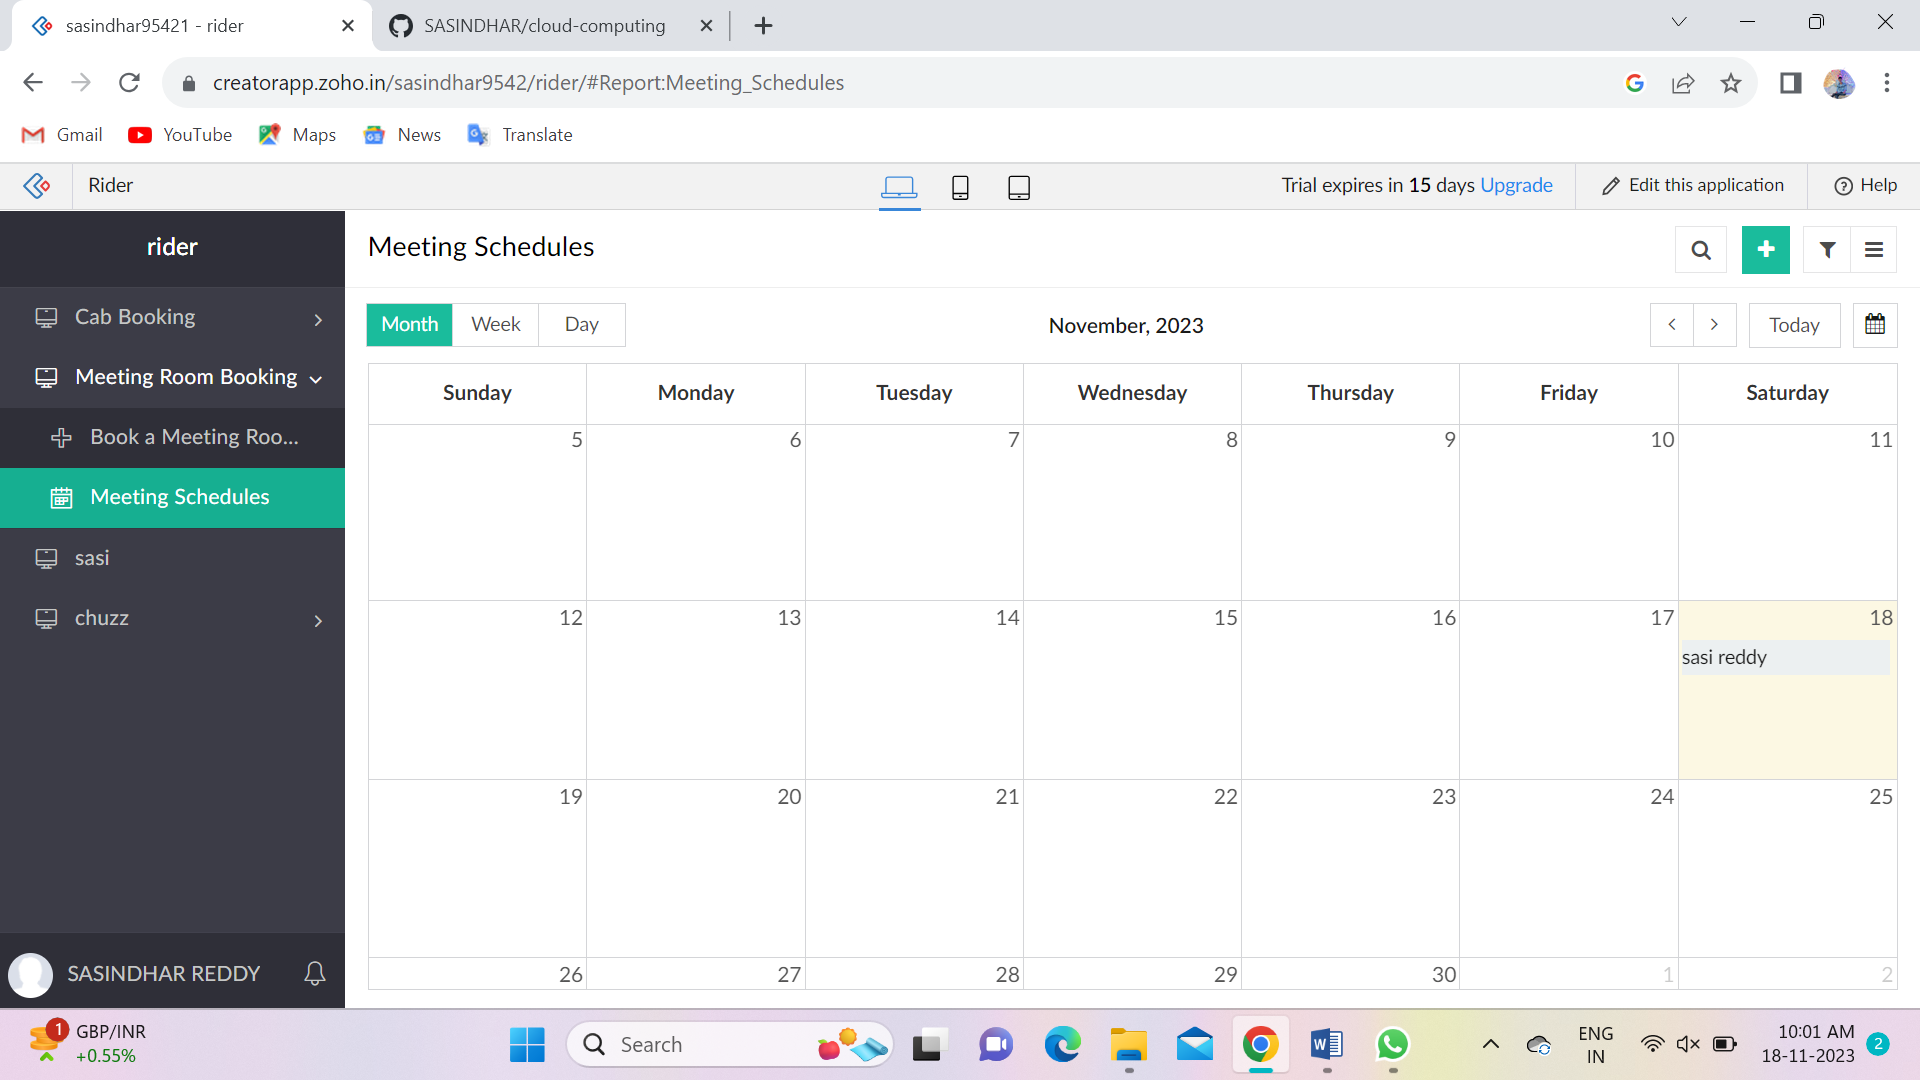 sasindhar95421 - rider
SASINDHAR/cloud-computing
creatorapp.zoho.in/sasindhar9542/rider/#Report:Meeting_Schedules
Gmail YouTube Maps News Translate
Rider
Trial expires in 15 days Upgrade
Edit this application
Help
rider
Cab Booking
Meeting Room Booking
Book a Meeting Roo...
Meeting Schedules
sasi
chuzz
SASINDHAR REDDY
Meeting Schedules
Month Week Day
November, 2023
Today
Sunday Monday Tuesday Wednesday Thursday Friday Saturday
5 6 7 8 9 10 11
12 13 14 15 16 17 18
sasi reddy
19 20 21 22 23 24 25
26 27 28 29 30 1 2
1
GBP/INR
+0.55%
Search
ENG
IN
10:01 AM
18-11-2023
2